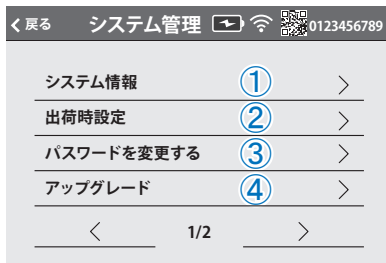 戻る システム管理 0123456789
システム情報 ①
出荷時設定 ②
パスワードを変更する ③
アップグレード ④
1/2